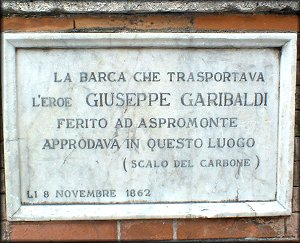 LA BARCA CHE TRASPORTAVA
L'EROE GIUSEPPE GARIBALDI
FERITO AD ASPROMONTE
APPRODAVA IN QUESTO LUOGO
(SCALO DEL CARBONE)
LI 8 NOVEMBRE 1862